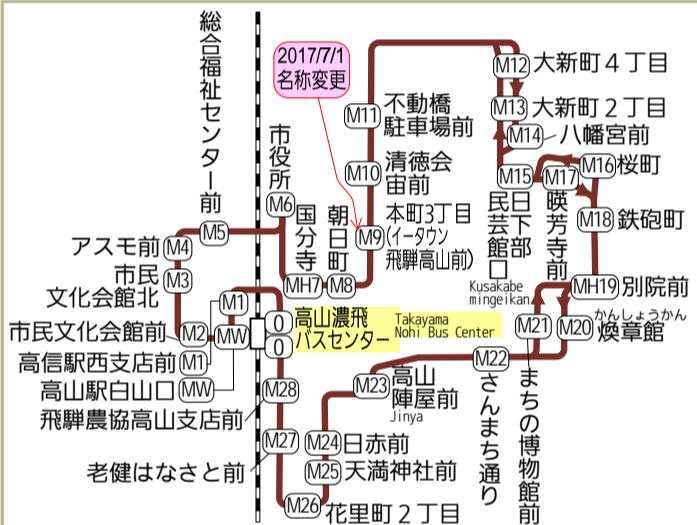 総合福祉センター前
2017/7/1
名称変更
M12
大新町４丁目
M13
大新町２丁目
M14
八幡宮前
M11
不動橋
駐車場前
M10
清徳会
宙前
M15
日下部
民芸館口
Kusakabe
mingeikan
M17
暎芳寺前
M16
桜町
M18
鉄砲町
市役所
M6
国分寺
MH7
朝日町
M8
M9
本町3丁目
(イータウン
飛騨高山前)
M5
アスモ前
M4
市民
文化会館北
M3
M1
市民文化会館前
M2
MW
高信駅西支店前
M1
高山駅白山口
MW
0
0
高山濃飛
バスセンター
Takayama
Nohi Bus Center
MH19
別院前
かんしょうかん
M20
煥章館
M21
まちの博物館前
M22
さんまち通り
M23
高山
陣屋前
Jinya
飛騨農協高山支店前
M28
老健はなさと前
M27
M24
日赤前
M25
天満神社前
M26
花里町２丁目